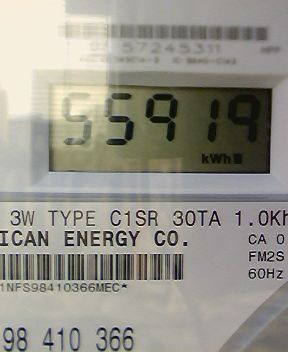 57245311
55919
kWh
3W TYPE C1SR 30TA 1.0Kh
ICAN ENERGY CO.
CA 0
FM2S
60Hz
1NFS98410366MEC*
98 410 366